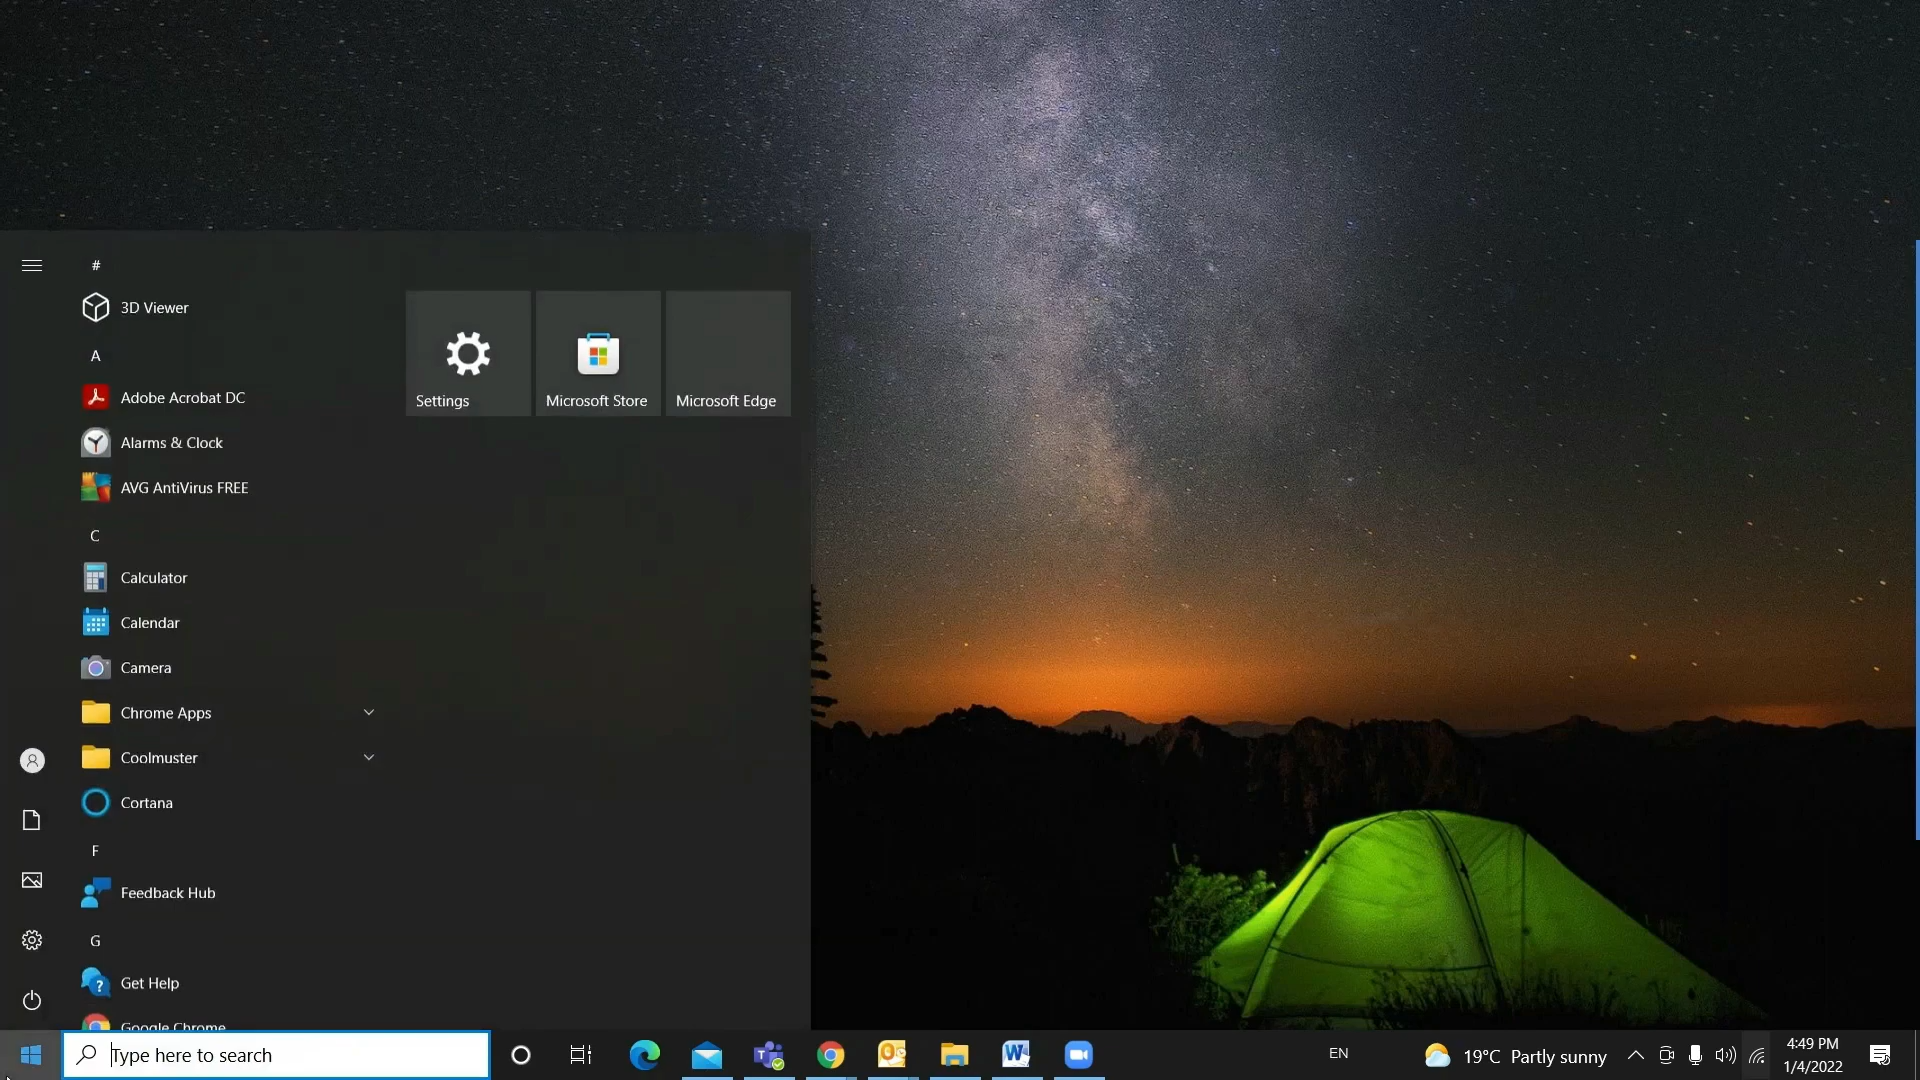 #
3D Viewer
A
Adobe Acrobat DC
Alarms & Clock
AVG AntiVirus FREE
C
Calculator
Calendar
Camera
Chrome Apps
Coolmuster
Cortana
F
Feedback Hub
G
Get Help
Google Chrome
Settings
Microsoft Store
Microsoft Edge
Type here to search
EN
19°C Partly sunny
4:49 PM
1/4/2022